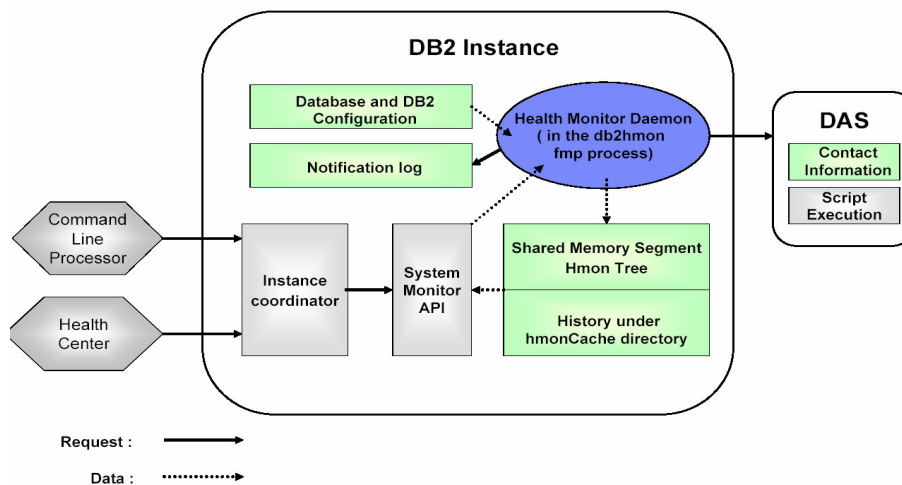 DB2 Instance
Database and DB2
Configuration
Notification log
Health Monitor Daemon
( in the db2hmon
fmp process)
DAS
Contact
Information
Script
Execution
Command
Line
Processor
Health
Center
Instance
coordinator
System
Monitor
API
Shared Memory Segment
Hmon Tree
History under
hmonCache directory
Request :
Data :